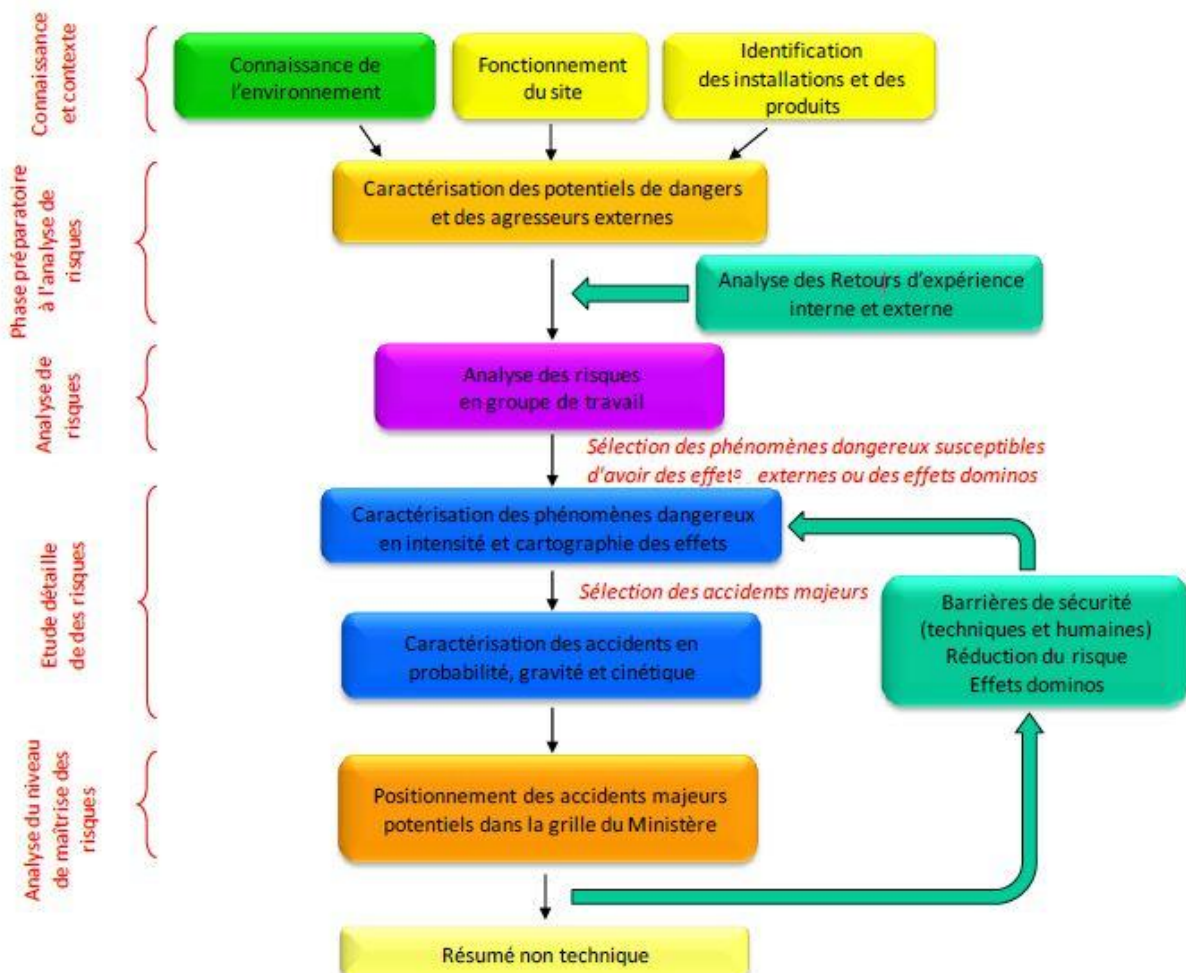 Connaissance
et contexte
Connaissance de
l'environnement
Fonctionnement
du site
Identification
des installations et des
produits
Phase préparatoire
à l'analyse de
risques
Caractérisation des potentiels de dangers
et des agresseurs externes
Analyse des Retours d'expérience
interne et externe
Analyse de
risques
Analyse des risques
en groupe de travail
Sélection des phénomènes dangereux susceptibles
d'avoir des effets externes ou des effets dominos
Etude détaille
de des risques
Caractérisation des phénomènes dangereux
en intensité et cartographie des effets
Sélection des accidents majeurs
Caractérisation des accidents en
probabilité, gravité et cinétique
Barrières de sécurité
(techniques et humaines)
Réduction du risque
Effets dominos
Analyse du niveau
de maîtrise des
risques
Positionnement des accidents majeurs
potentiels dans la grille du Ministère
Résumé non technique